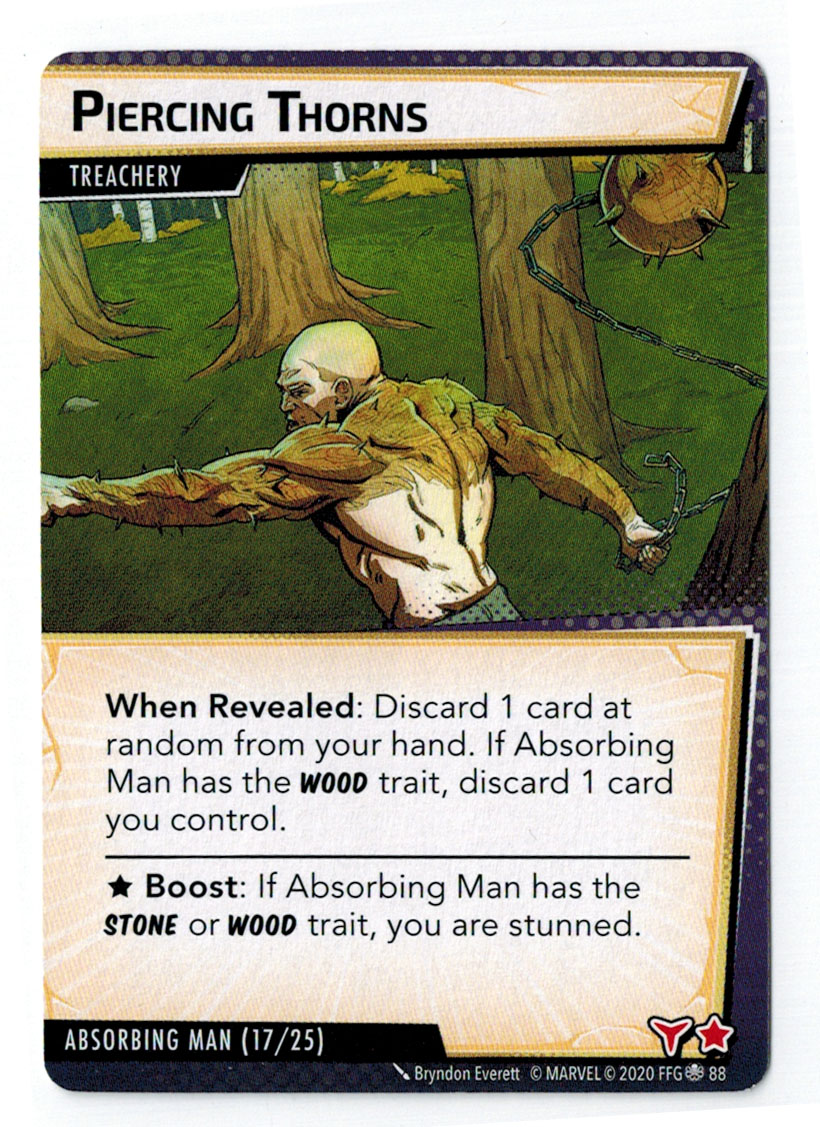 PIERCING THORNS
TREACHERY
When Revealed: Discard 1 card at
random from your hand. If Absorbing
Man has the WOOD trait, discard 1 card
you control.
★ Boost: If Absorbing Man has the
STONE or WOOD trait, you are stunned.
ABSORBING MAN (17/25)
Bryndon Everett © MARVEL © 2020 FFG 88